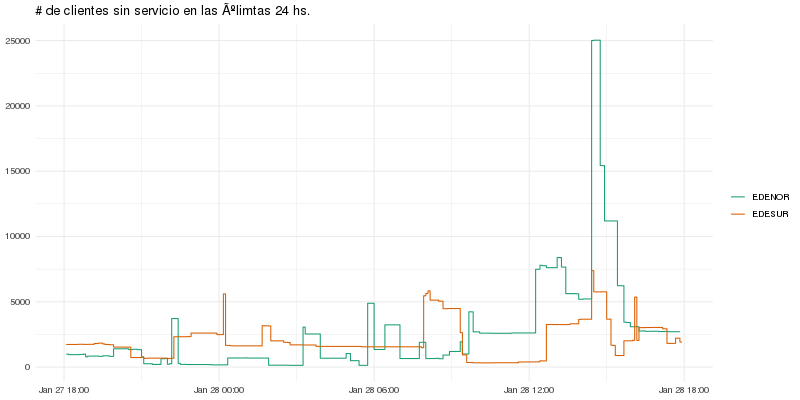 # de clientes sin servicio en las Ãºlimtas 24 hs.
25000
20000
15000
10000
5000
0
Jan 27 18:00 Jan 28 00:00 Jan 28 06:00 Jan 28 12:00 Jan 28 18:00
EDENOR
EDESUR